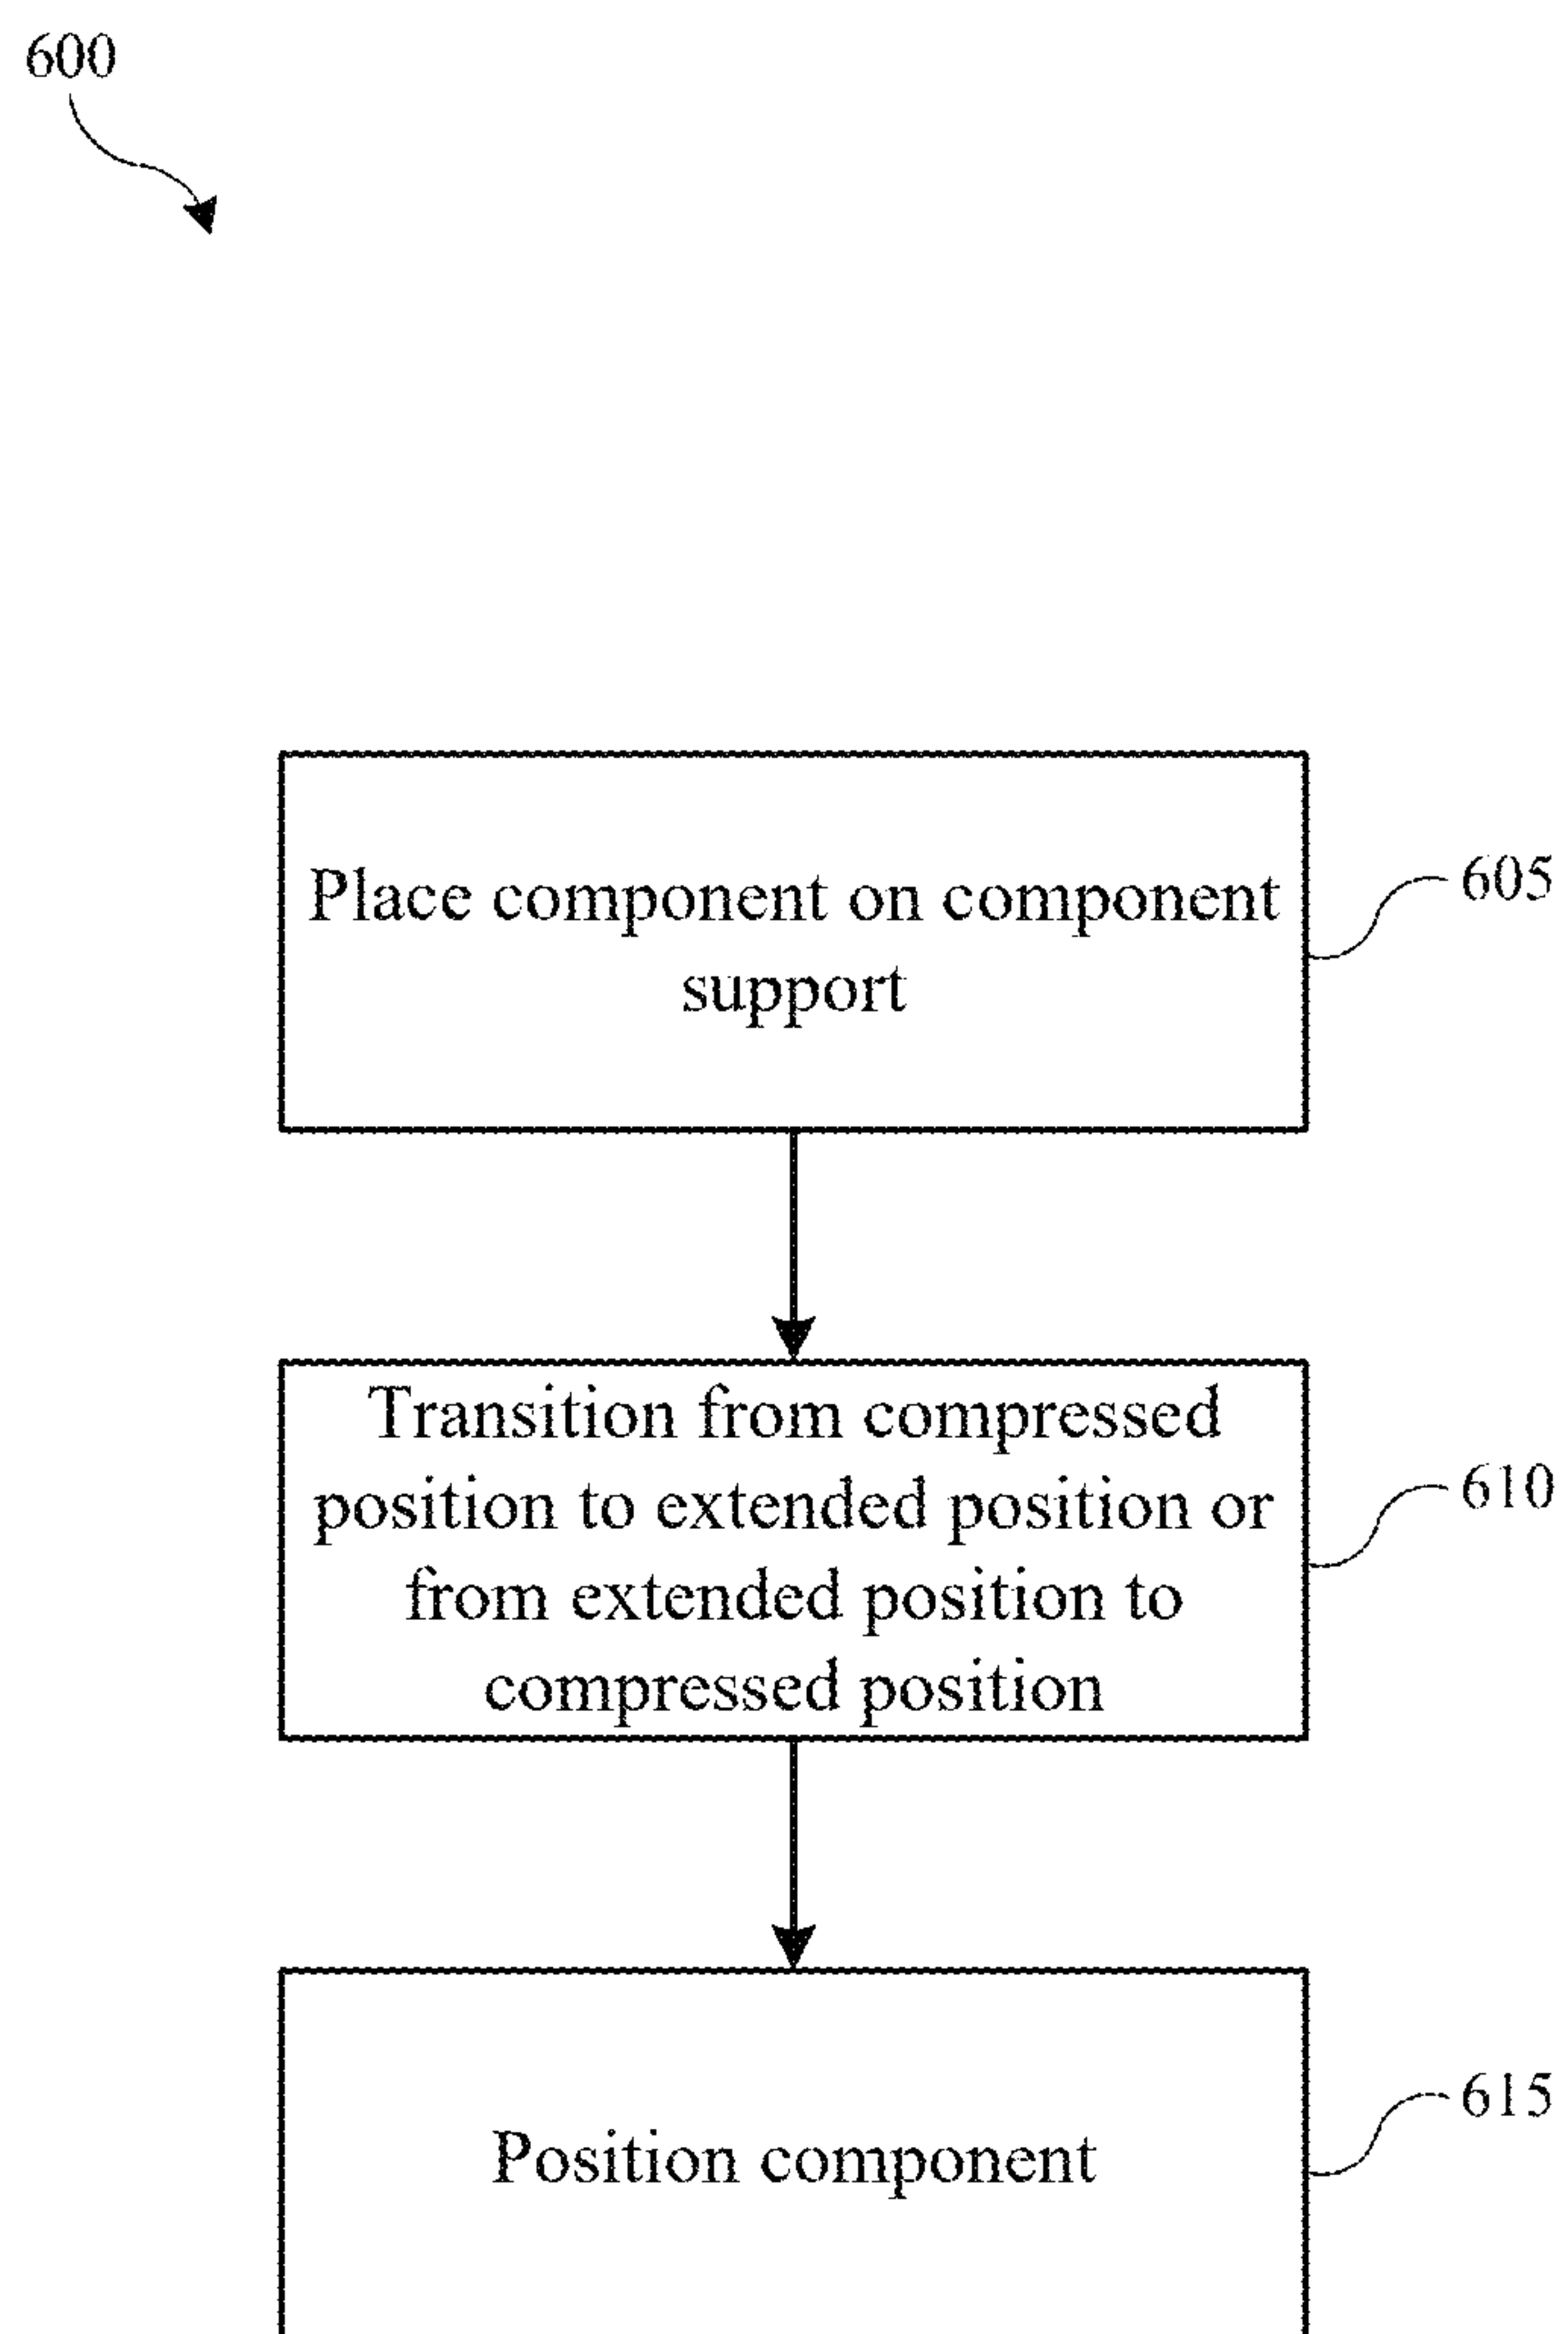 600
Place component on component
support
605
Transition from compressed
position to extended position or
from extended position to
compressed position
610
Position component
615